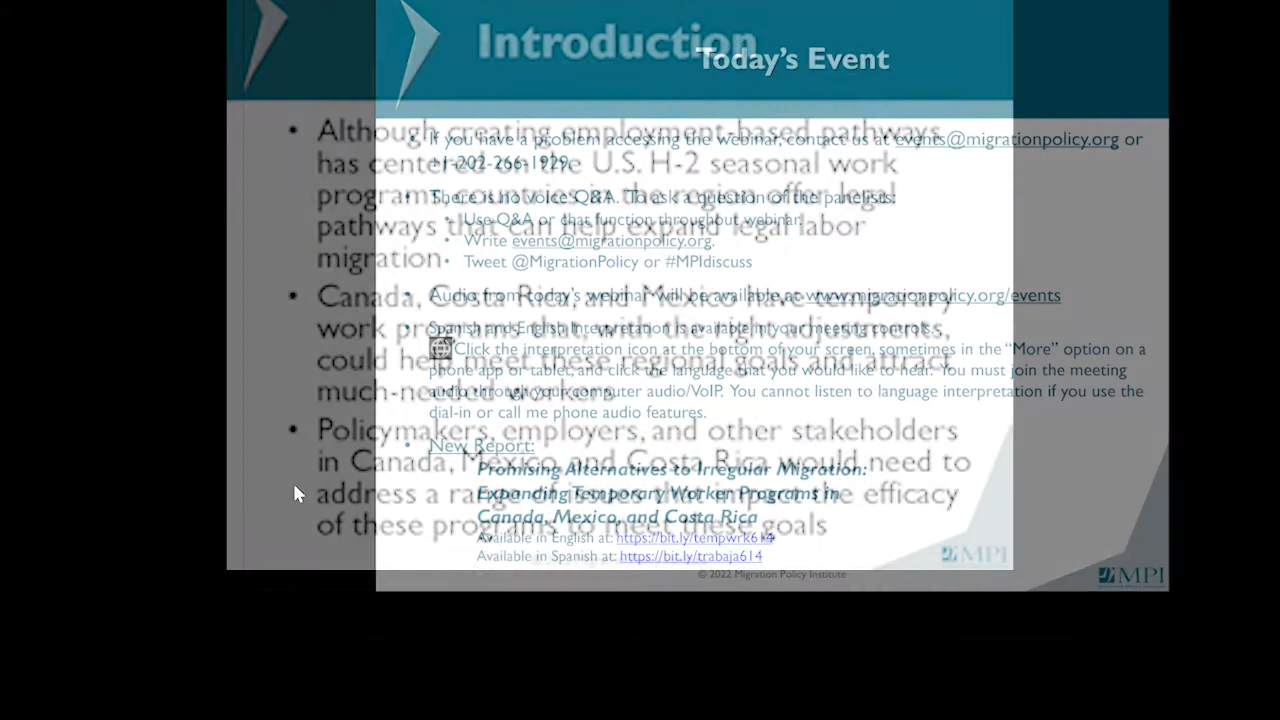 Introduction
• Although creating employment-based pathways
has centered on the U.S. H-2 seasonal work
programs, countries in the region offer legal
pathways that can help expand legal labor
migration
• Canada, Costa Rica, and Mexico have temporary
work programs that, with the right adjustments,
could help meet these regional goals and attract
much-needed workers
• Policymakers, employers, and other stakeholders
in Canada, Mexico, and Costa Rica would need to
address a range of issues that impact the efficacy
of these programs to meet these goals
MPI
Today's Event
• If you have a problem accessing the webinar, contact us at events@migrationpolicy.org or
+1-202-266-1929.
• There is no voice Q&A. To ask a question of the panelists:
• Use Q&A or chat function throughout webinar.
• Write events@migrationpolicy.org.
• Tweet @MigrationPolicy or #MPIdiscuss
• Audio from today's webinar will be available at www.migrationpolicy.org/events
• Spanish and English Interpretation is available in your meeting controls.
Click the interpretation icon at the bottom of your screen, sometimes in the “More” option on a
phone app or tablet, and click the language that you would like to hear. You must join the meeting
audio through your computer audio/VoIP. You cannot listen to language interpretation if you use the
dial-in or call me phone audio features.
• New Report:
Promising Alternatives to Irregular Migration:
Expanding Temporary Worker Programs in
Canada, Mexico, and Costa Rica
Available in English at: https://bit.ly/tempwrk614
Available in Spanish at: https://bit.ly/trabaja614
© 2022 Migration Policy Institute
MPI